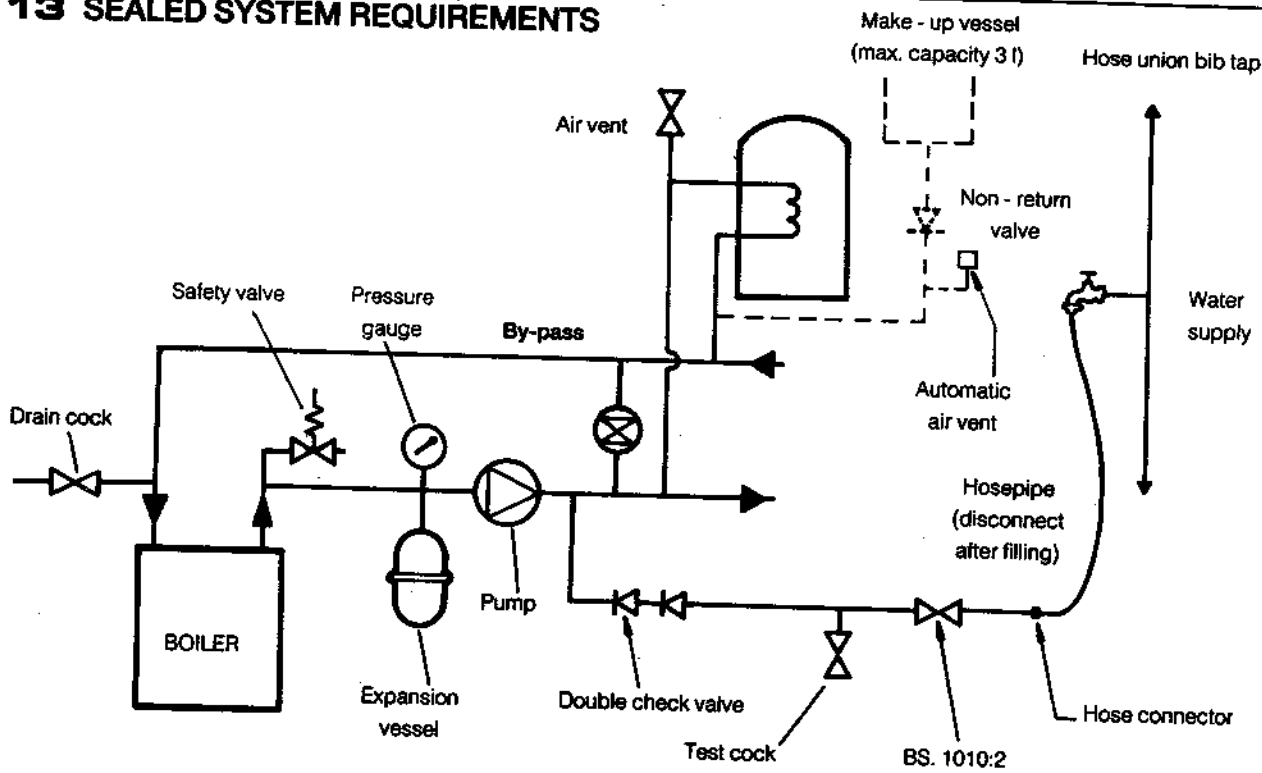 13 SEALED SYSTEM REQUIREMENTS
Make - up vessel
(max. capacity 3 l)
Hose union bib tap
Air vent
Non - return
valve
Safety valve
Pressure
gauge
By-pass
Water
supply
Automatic
air vent
Drain cock
Hosepipe
(disconnect
after filling)
Pump
BOILER
Expansion
vessel
Double check valve
Test cock
Hose connector
BS. 1010:2